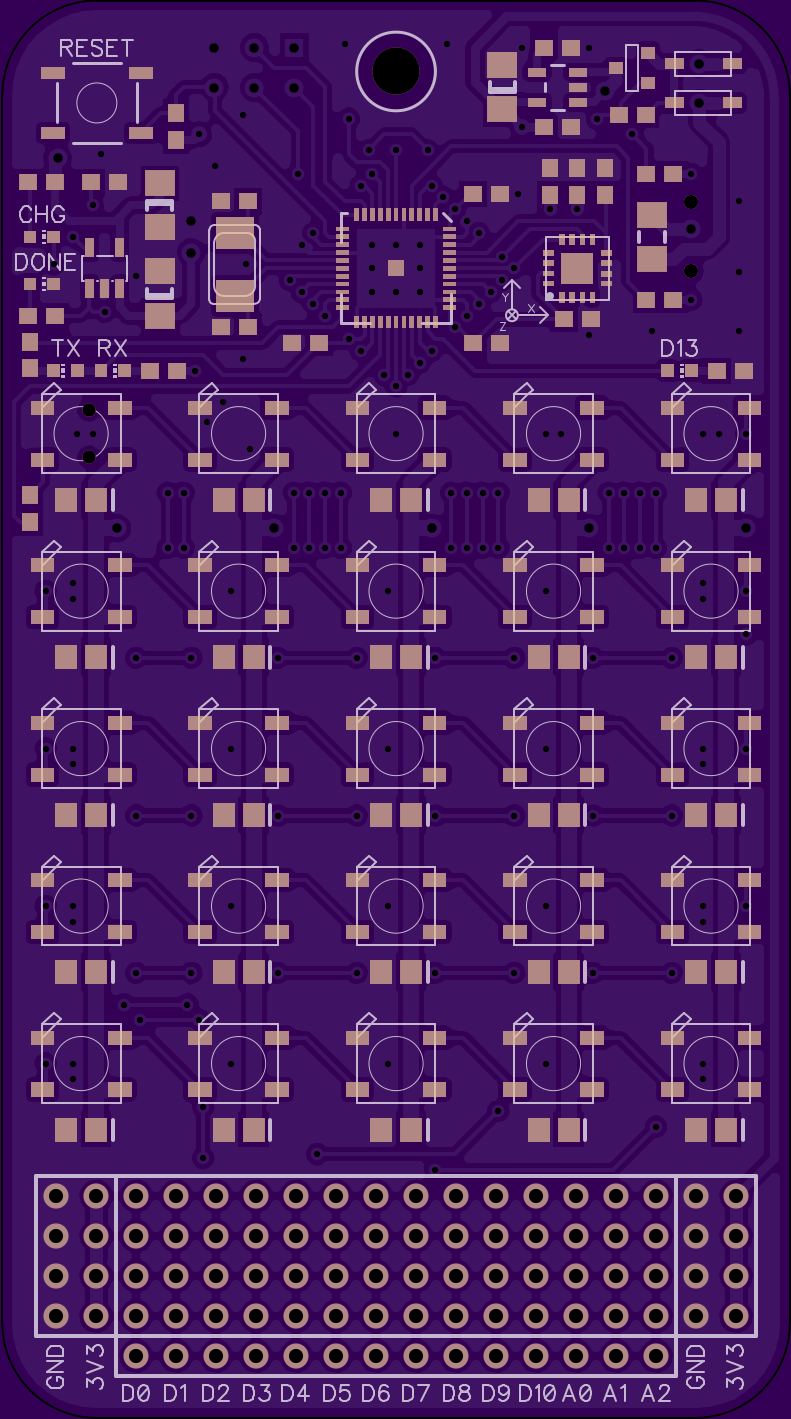 RESET
CHG
DONE
Y
X
Z
TX RX
D13
GND 3V3 D0 D1 D2 D3 D4 D5 D6 D7 D8 D9 D10 A0 A1 A2 GND 3V3